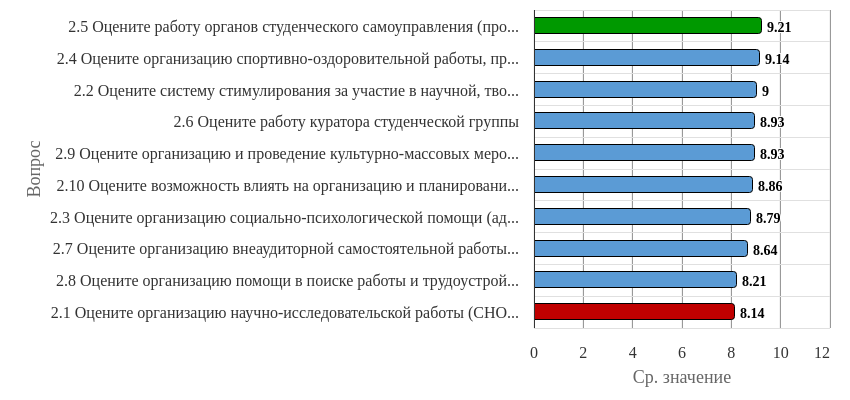 2.5 Оцените работу органов студенческого самоуправления (про... 9.21
2.4 Оцените организацию спортивно-оздоровительной работы, пр... 9.14
2.2 Оцените систему стимулирования за участие в научной, тво... 9
2.6 Оцените работу куратора студенческой группы 8.93
2.9 Оцените организацию и проведение культурно-массовых меро... 8.93
2.10 Оцените возможность влиять на организацию и планировани... 8.86
2.3 Оцените организацию социально-психологической помощи (ад... 8.79
2.7 Оцените организацию внеаудиторной самостоятельной работы... 8.64
2.8 Оцените организацию помощи в поиске работы и трудоустрой... 8.21
2.1 Оцените организацию научно-исследовательской работы (СНО... 8.14
Вопрос
0 2 4 6 8 10 12
Ср. значение